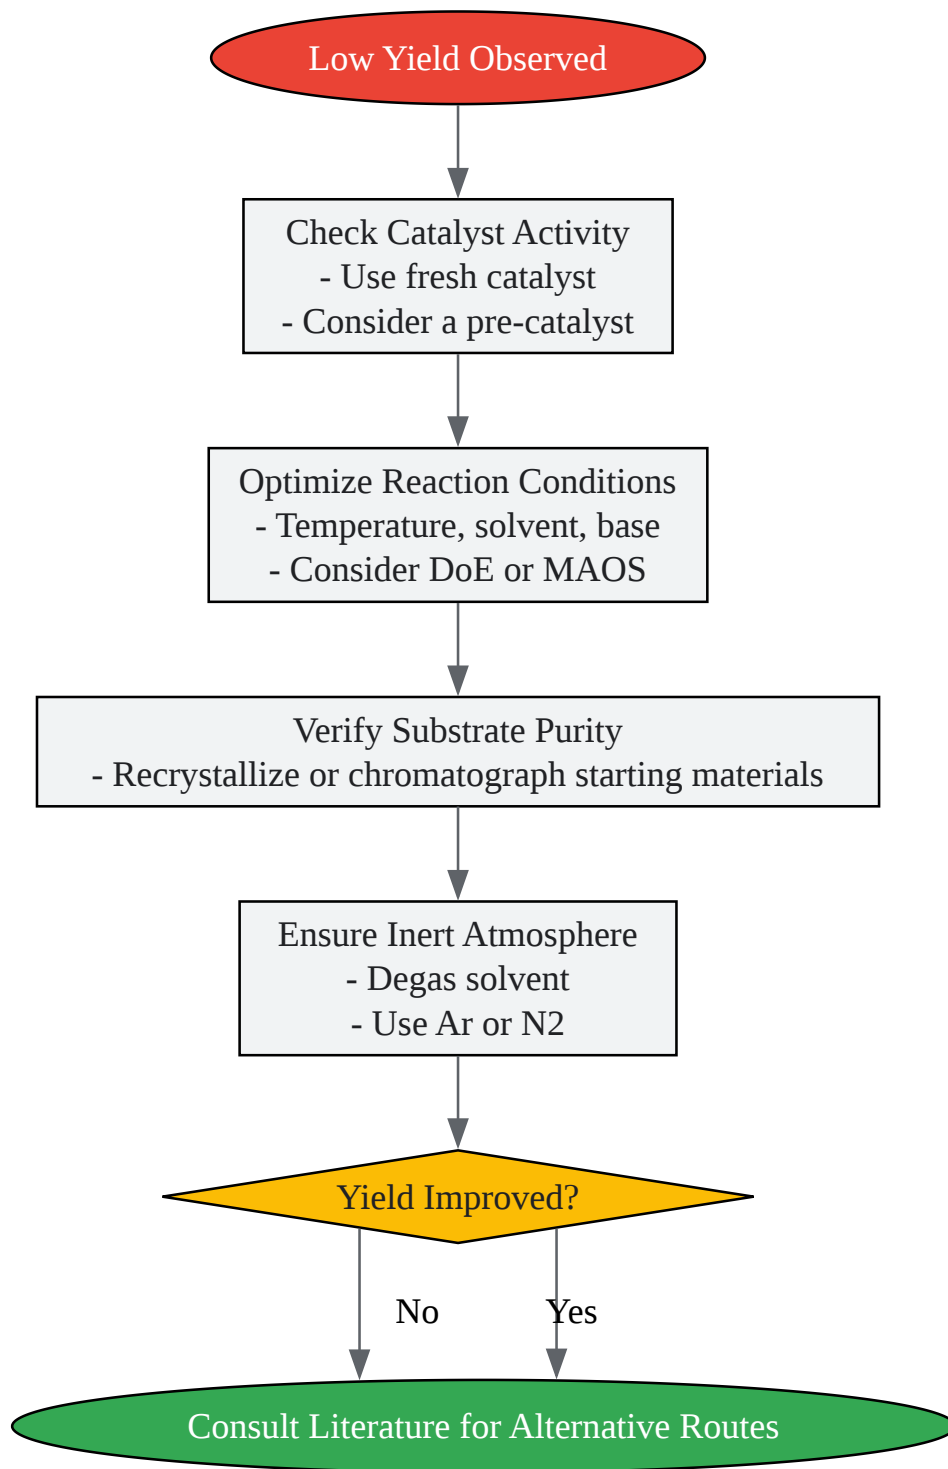 Low Yield Observed
Check Catalyst Activity
- Use fresh catalyst
- Consider a pre-catalyst
Optimize Reaction Conditions
- Temperature, solvent, base
- Consider DoE or MAOS
Verify Substrate Purity
- Recrystallize or chromatograph starting materials
Ensure Inert Atmosphere
- Degas solvent
- Use Ar or N2
Yield Improved?
No
Yes
Consult Literature for Alternative Routes